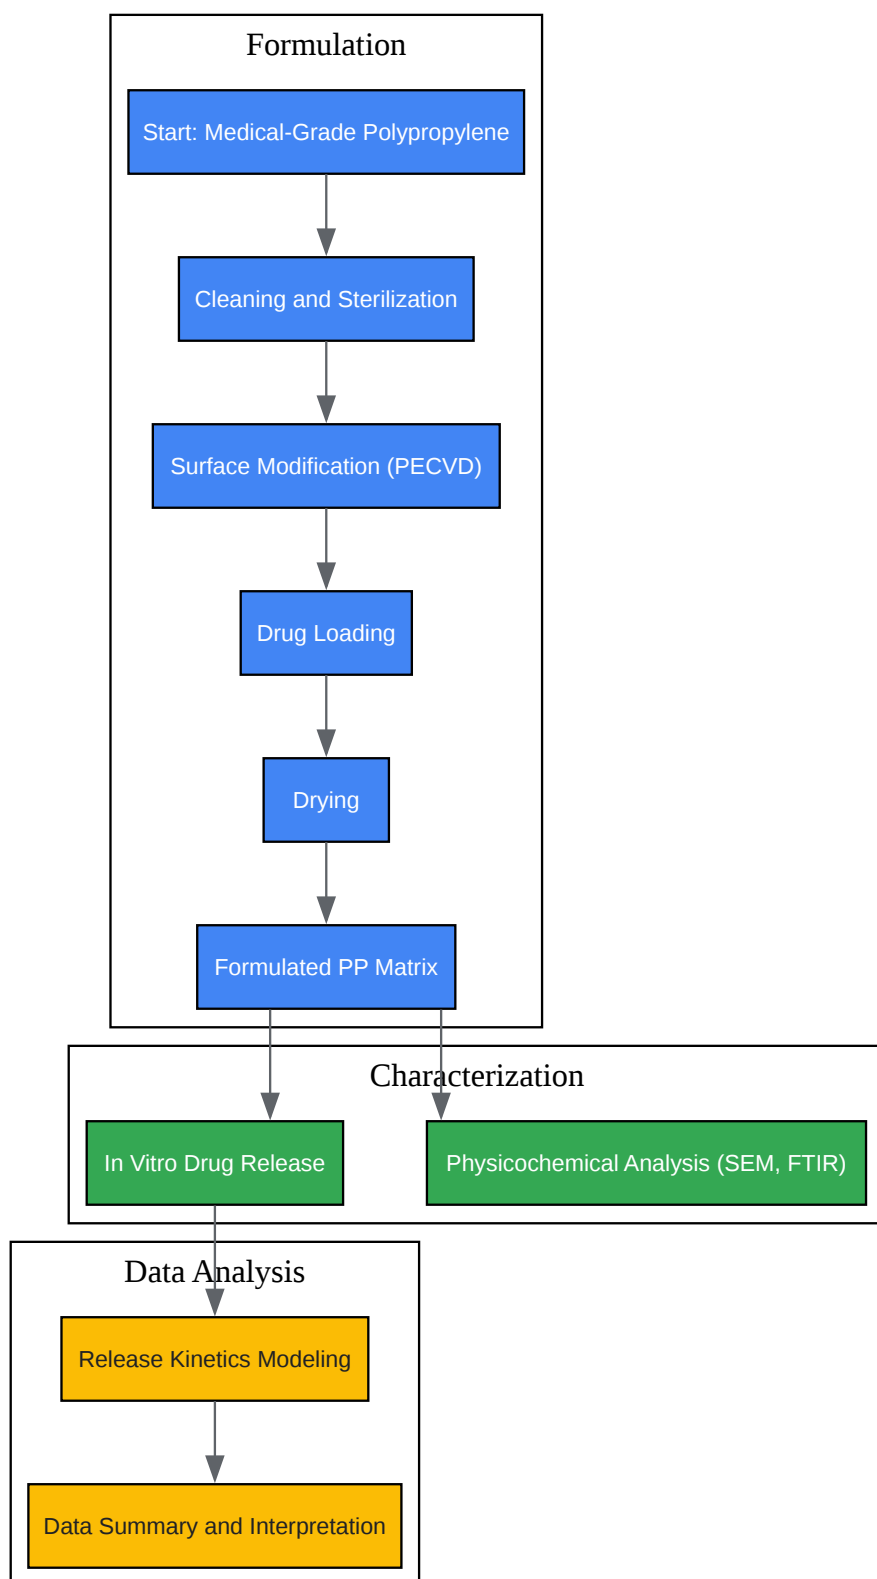 Formulation
Start: Medical-Grade Polypropylene
Cleaning and Sterilization
Surface Modification (PECVD)
Drug Loading
Drying
Formulated PP Matrix
Characterization
In Vitro Drug Release
Physicochemical Analysis (SEM, FTIR)
Data Analysis
Release Kinetics Modeling
Data Summary and Interpretation